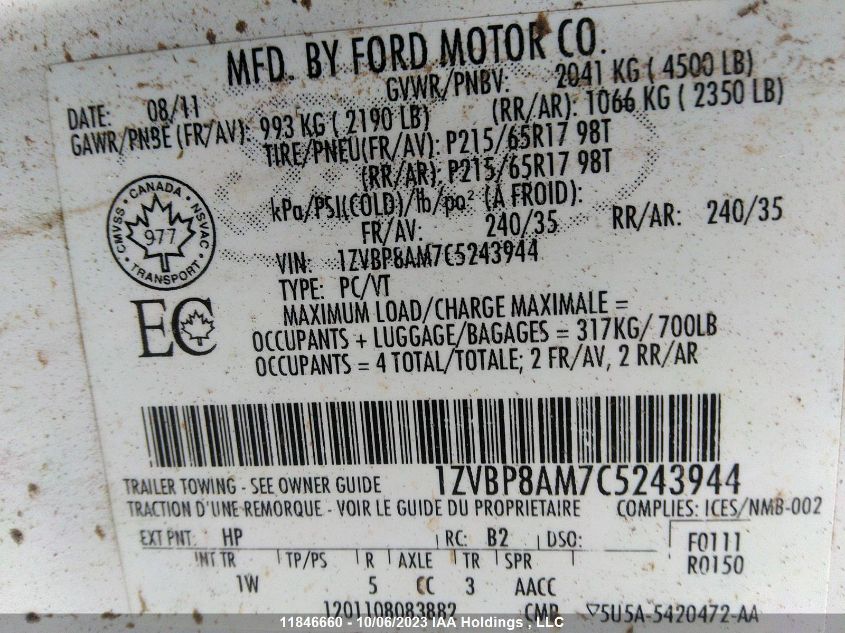 MFD. BY FORD MOTOR CO.
DATE: 08/11 GVWR/PNBV: 2041 KG ( 4500 LB)
GAWR/PNBE (FR/AV): 993 KG ( 2190 LB) (RR/AR): 1066 KG ( 2350 LB)
TIRE/PNEU(FR/AV): P215/65R17 98T
(RR/AR): P215/65R17 98T
kPa/PSI(COLD)/lb/po² (À FROID):
FR/AV: 240/35 RR/AR: 240/35
CMVSS · CANADA · NSVAC · TRANSPORT
977
VIN: 1ZVBP8AM7C5243944
TYPE: PC/VT
EC
MAXIMUM LOAD/CHARGE MAXIMALE =
OCCUPANTS + LUGGAGE/BAGAGES = 317KG/ 700LB
OCCUPANTS = 4 TOTAL/TOTALE; 2 FR/AV, 2 RR/AR
1ZVBP8AM7C5243944
TRAILER TOWING - SEE OWNER GUIDE
TRACTION D'UNE REMORQUE - VOIR LE GUIDE DU PROPRIETAIRE COMPLIES: ICES/NMB-002
EXT PNT: HP RC: B2 DSO: F0111
INT TR TP/PS R AXLE TR SPR R0150
1W 5 CC 3 AACC
1201108083882 CMP ▽5U5A-5420472-AA
11846660 - 10/06/2023 IAA Holdings , LLC